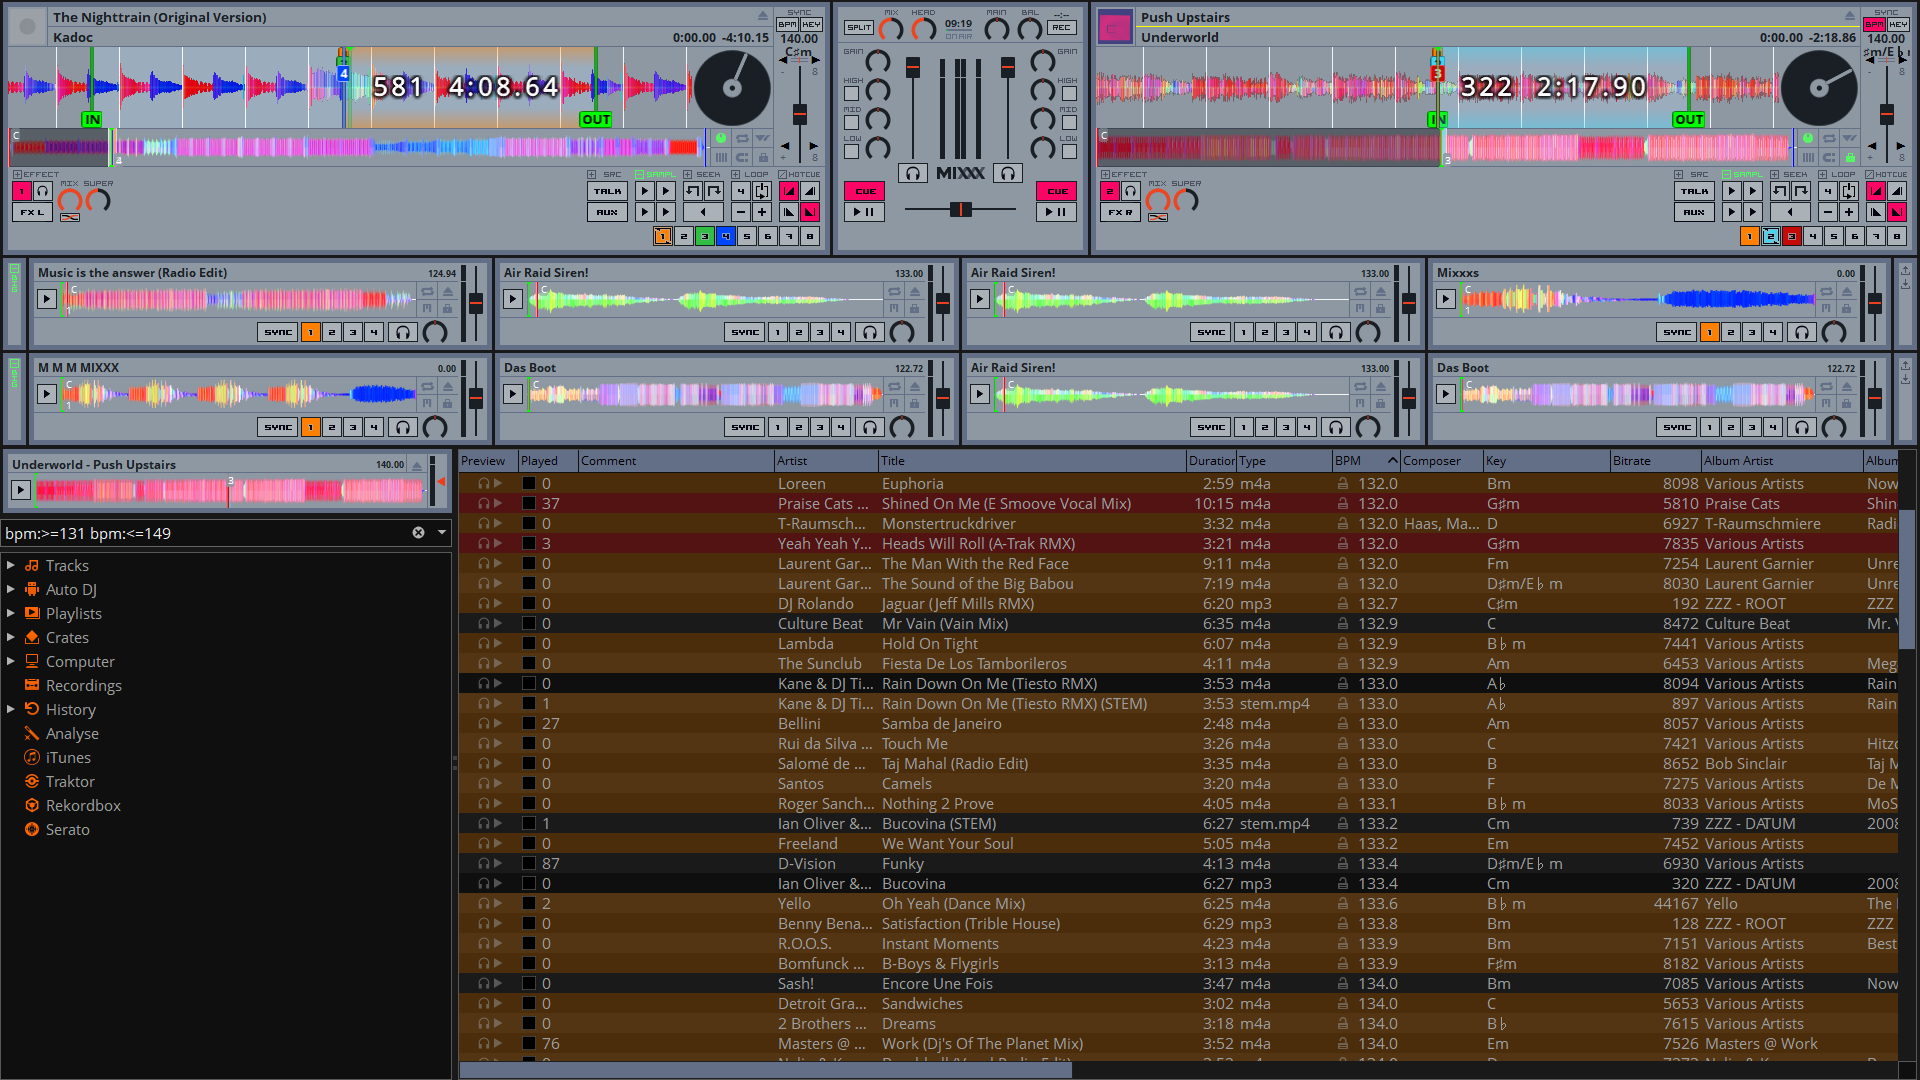 The Nighttrain (Original Version)
Kadoc
0:00.00 -4:10.15
SYNC
BPM KEY
140.00
C♯m
581 4:08.64
IN
OUT
EFFECT
MIX SUPER
FX L
SRC SAMPL SEEK LOOP HOTCUE
TALK
AUX
1 2 3 4 5 6 7 8
SPLIT MIX HEAD 09:19 MAIN BAL --:-- REC
ON AIR
GAIN GAIN
HIGH HIGH
MID MID
LOW LOW
MIXXX
CUE CUE
Push Upstairs
Underworld
0:00.00 -2:18.86
SYNC
BPM KEY
140.00
322 2:17.90
IN
OUT
EFFECT
MIX SUPER
FX R
SRC SAMPL SEEK LOOP HOTCUE
TALK
AUX
1 2 3 4 5 6 7 8
Music is the answer (Radio Edit) 124.94
SYNC 1 2 3 4
Air Raid Siren! 133.00
SYNC 1 2 3 4
Air Raid Siren! 133.00
SYNC 1 2 3 4
Mixxxs 0.00
SYNC 1 2 3 4
M M M MIXXX 0.00
SYNC 1 2 3 4
Das Boot 122.72
SYNC 1 2 3 4
Air Raid Siren! 133.00
SYNC 1 2 3 4
Das Boot 122.72
SYNC 1 2 3 4
Underworld - Push Upstairs 140.00
bpm:>=131 bpm:<=149
Tracks
Auto DJ
Playlists
Crates
Computer
Recordings
History
Analyse
iTunes
Traktor
Rekordbox
Serato
Preview Played Comment Artist Title Duration Type BPM Composer Key Bitrate Album Artist Album
0 Loreen Euphoria 2:59 m4a 132.0 Bm 8098 Various Artists Now
37 Praise Cats ... Shined On Me (E Smoove Vocal Mix) 10:15 m4a 132.0 G♯m 5810 Praise Cats Shin
0 T-Raumsch... Monstertruckdriver 3:32 m4a 132.0 Haas, Ma... D 6927 T-Raumschmiere Radi
3 Yeah Yeah Y... Heads Will Roll (A-Trak RMX) 3:21 m4a 132.0 G♯m 7835 Various Artists
0 Laurent Gar... The Man With the Red Face 9:11 m4a 132.0 Fm 7254 Laurent Garnier Unre
0 Laurent Gar... The Sound of the Big Babou 7:19 m4a 132.0 D♯m/E♭m 8030 Laurent Garnier Unre
0 DJ Rolando Jaguar (Jeff Mills RMX) 6:20 mp3 132.7 C♯m 192 ZZZ - ROOT ZZZ
0 Culture Beat Mr Vain (Vain Mix) 6:35 m4a 132.9 C 8472 Culture Beat Mr. V
0 Lambda Hold On Tight 6:07 m4a 132.9 B♭m 7441 Various Artists
0 The Sunclub Fiesta De Los Tamborileros 4:11 m4a 132.9 Am 6453 Various Artists Meg
0 Kane & DJ Ti... Rain Down On Me (Tiesto RMX) 3:53 m4a 133.0 A♭ 8094 Various Artists Rain
1 Kane & DJ Ti... Rain Down On Me (Tiesto RMX) (STEM) 3:53 stem.mp4 133.0 A♭ 897 Various Artists Rain
27 Bellini Samba de Janeiro 2:48 m4a 133.0 Am 8057 Various Artists
0 Rui da Silva ... Touch Me 3:26 m4a 133.0 C 7421 Various Artists Hitzo
0 Salomé de ... Taj Mahal (Radio Edit) 3:35 m4a 133.0 B 8652 Bob Sinclair Taj M
0 Santos Camels 3:20 m4a 133.0 F 7275 Various Artists De M
0 Roger Sanch... Nothing 2 Prove 4:05 m4a 133.1 B♭m 8033 Various Artists MoS
1 Ian Oliver &... Bucovina (STEM) 6:27 stem.mp4 133.2 Cm 739 ZZZ - DATUM 2008
0 Freeland We Want Your Soul 5:05 m4a 133.2 Em 7452 Various Artists
87 D-Vision Funky 4:13 m4a 133.4 D♯m/E♭m 6930 Various Artists
0 Ian Oliver &... Bucovina 6:27 mp3 133.4 Cm 320 ZZZ - DATUM 2008
2 Yello Oh Yeah (Dance Mix) 6:25 m4a 133.6 B♭m 44167 Yello The
0 Benny Bena... Satisfaction (Trible House) 6:29 mp3 133.8 Bm 128 ZZZ - ROOT ZZZ
0 R.O.O.S. Instant Moments 4:23 m4a 133.9 Bm 7151 Various Artists Best
0 Bomfunck ... B-Boys & Flygirls 3:13 m4a 133.9 F♯m 8182 Various Artists
0 Sash! Encore Une Fois 3:47 m4a 134.0 Bm 7085 Various Artists Now
0 Detroit Gra... Sandwiches 3:02 m4a 134.0 C 5653 Various Artists
0 2 Brothers ... Dreams 3:18 m4a 134.0 B♭ 7615 Various Artists
76 Masters @ ... Work (Dj's Of The Planet Mix) 3:52 m4a 134.0 Em 7526 Masters @ Work